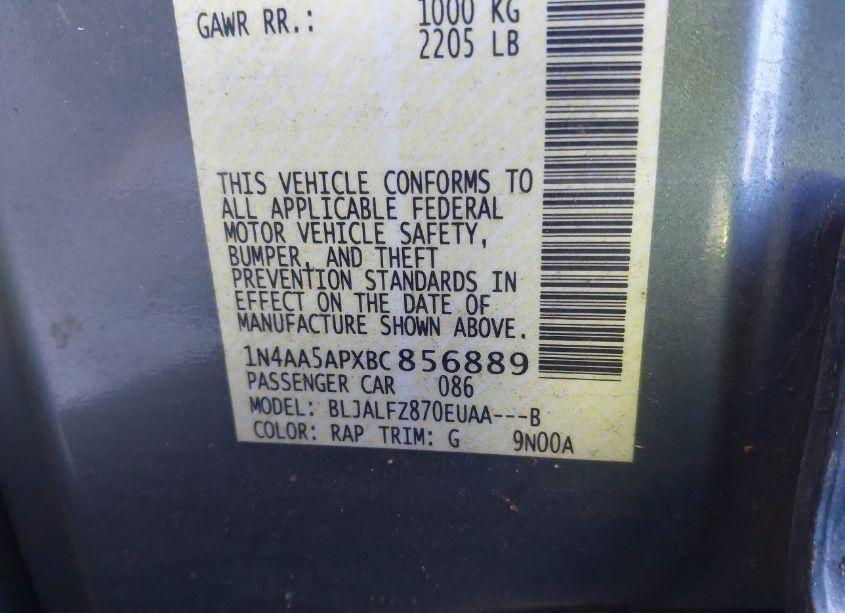 GAWR RR.: 1000 KG
2205 LB
THIS VEHICLE CONFORMS TO
ALL APPLICABLE FEDERAL
MOTOR VEHICLE SAFETY,
BUMPER, AND THEFT
PREVENTION STANDARDS IN
EFFECT ON THE DATE OF
MANUFACTURE SHOWN ABOVE.
1N4AA5APXBC 856889
PASSENGER CAR 086
MODEL: BLJALFZ870EUAA---B
COLOR: RAP TRIM: G 9N00A